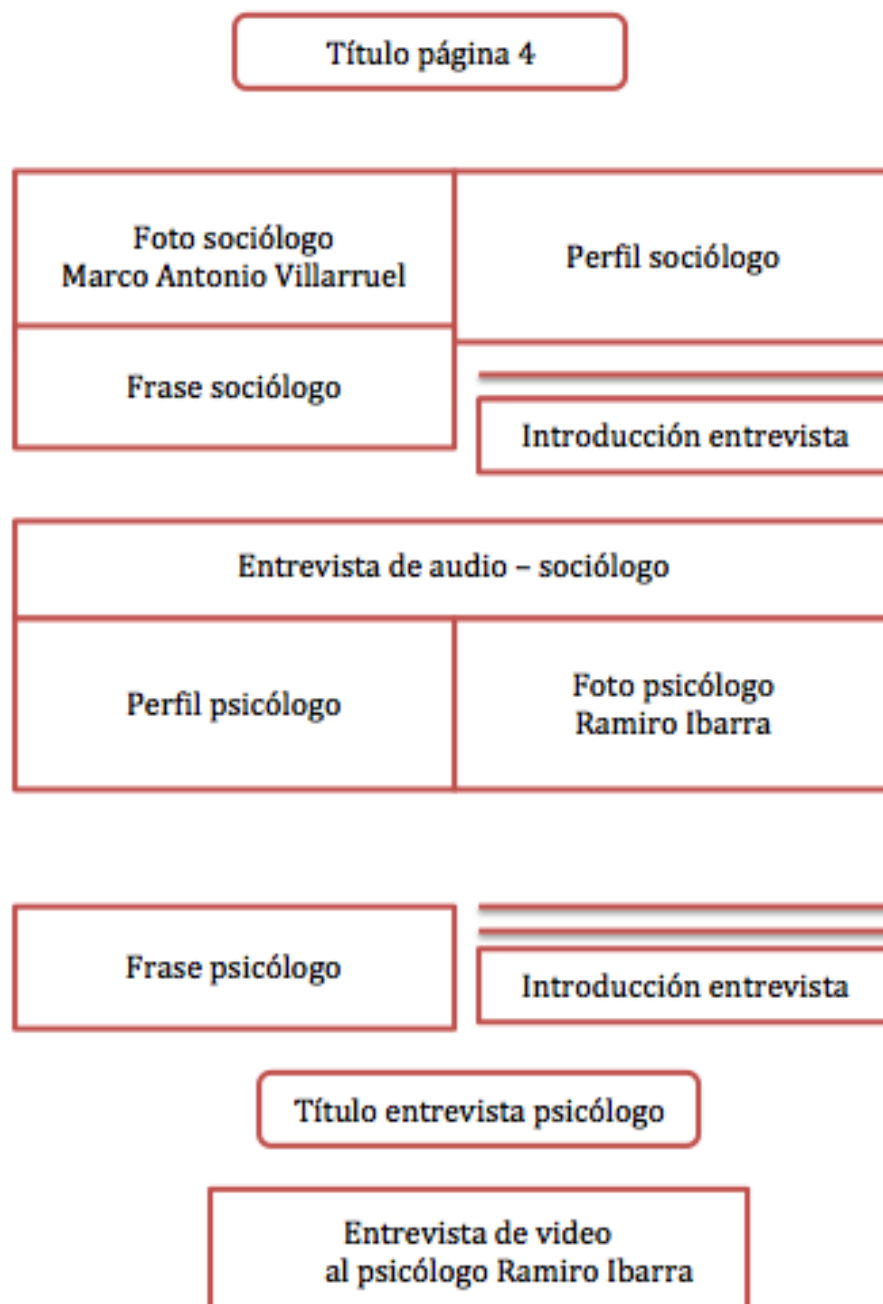 Título página 4
Foto sociólogo
Marco Antonio Villarruel
Perfil sociólogo
Frase sociólogo
Introducción entrevista
Entrevista de audio – sociólogo
Perfil psicólogo
Foto psicólogo
Ramiro Ibarra
Frase psicólogo
Introducción entrevista
Título entrevista psicólogo
Entrevista de video
al psicólogo Ramiro Ibarra